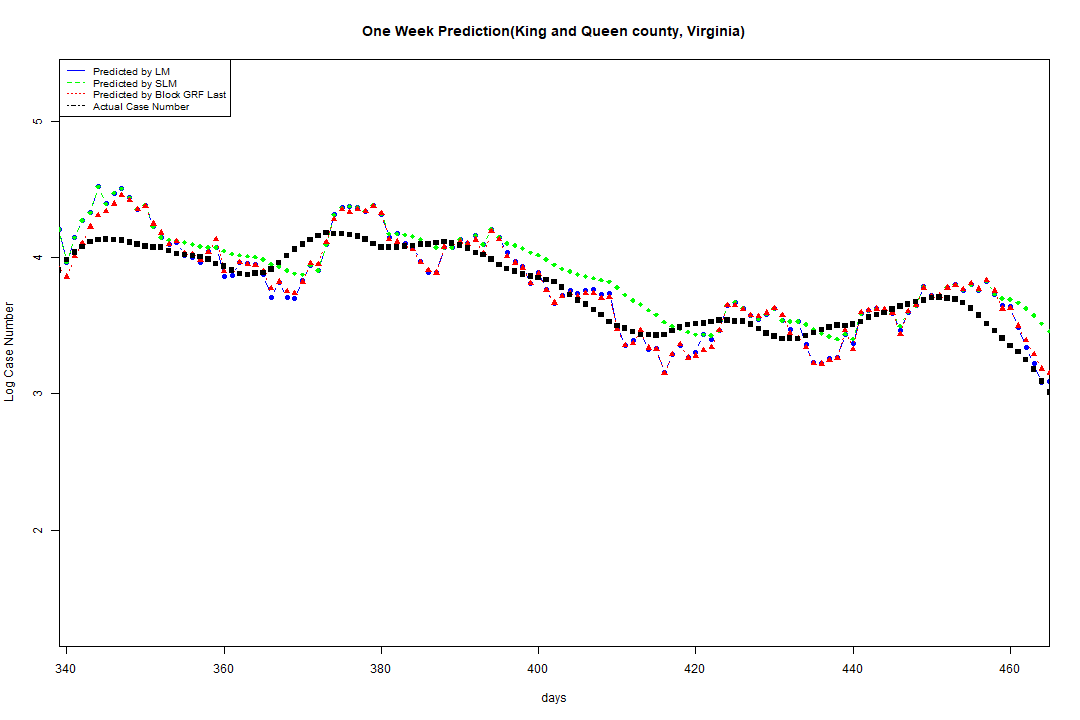 One Week Prediction(King and Queen county, Virginia)
Predicted by LM
Predicted by SLM
Predicted by Block GRF Last
Actual Case Number
5
4
3
2
Log Case Number
340 360 380 400 420 440 460
days